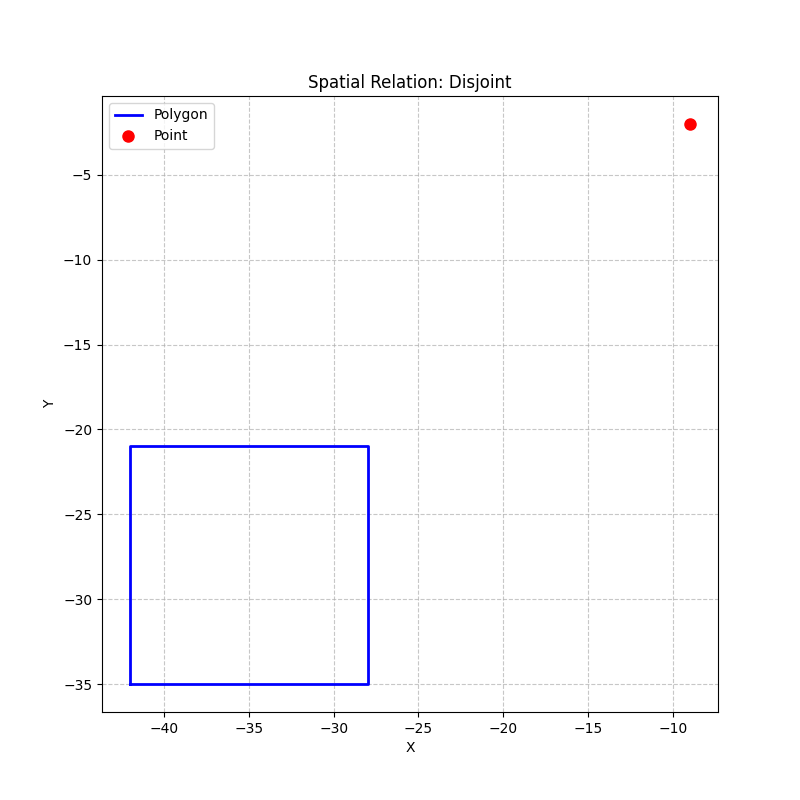 Spatial Relation: Disjoint
Polygon
Point
−5
−10
−15
−20
−25
−30
−35
Y
−40 −35 −30 −25 −20 −15 −10
X